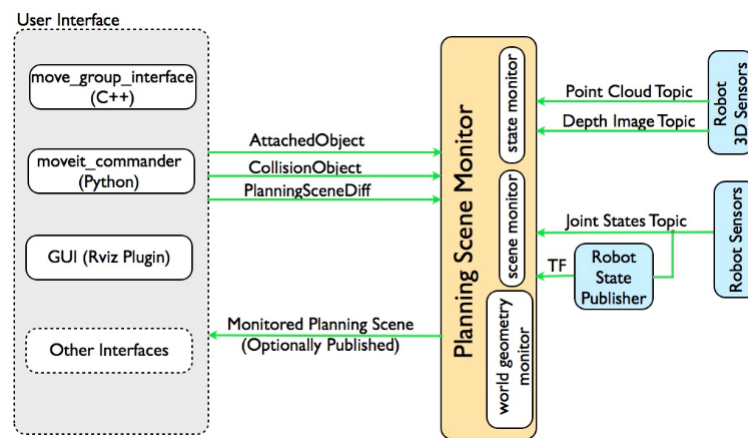 User Interface
move_group_interface
(C++)
moveit_commander
(Python)
GUI (Rviz Plugin)
Other Interfaces
AttachedObject
CollisionObject
PlanningSceneDiff
Monitored Planning Scene
(Optionally Published)
Planning Scene Monitor
state monitor
scene monitor
world geometry
monitor
Point Cloud Topic
Depth Image Topic
Joint States Topic
TF
Robot
State
Publisher
Robot
3D Sensors
Robot Sensors